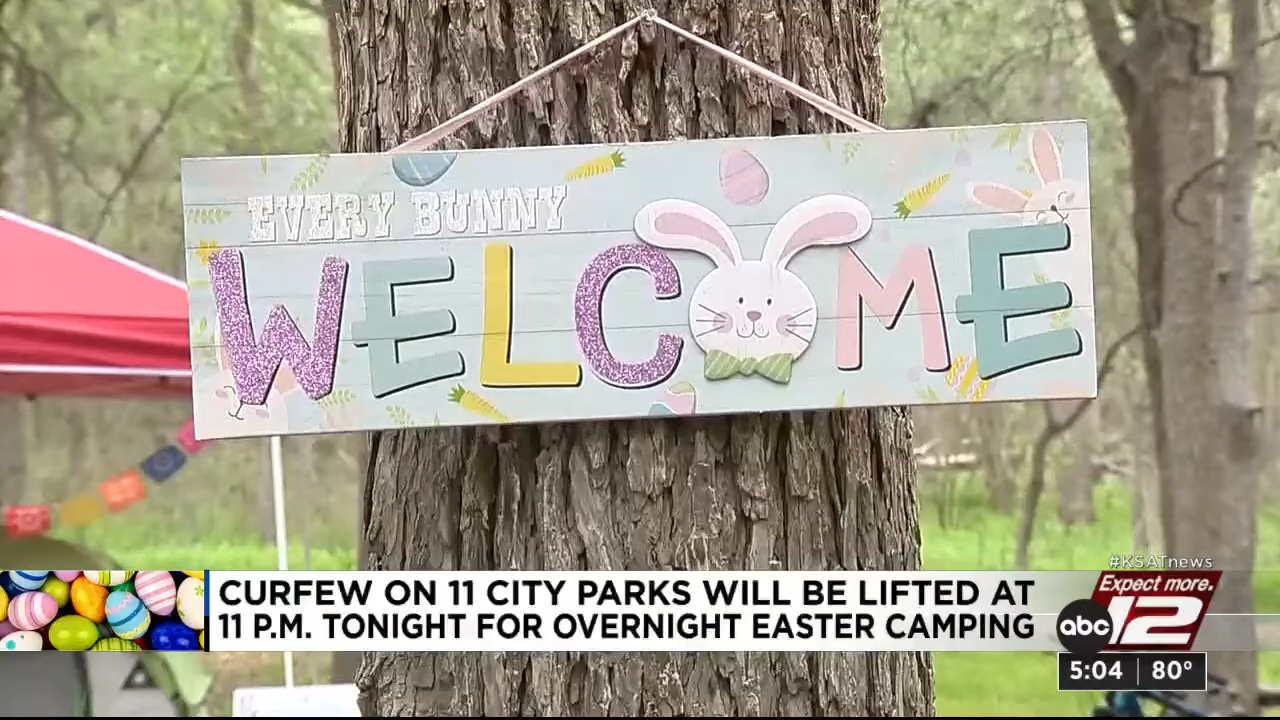 EVERY BUNNY
WELCOME
#KSATnews
CURFEW ON 11 CITY PARKS WILL BE LIFTED AT
11 P.M. TONIGHT FOR OVERNIGHT EASTER CAMPING
Expect more.
abc 12
5:04 80°